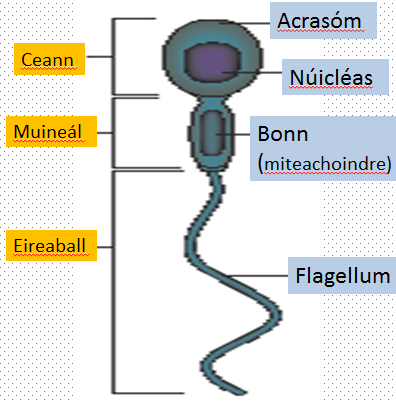 Acrasóm
Ceann
Núicléas
Muineál
Bonn
(miteachoindre)
Eireaball
Flagellum